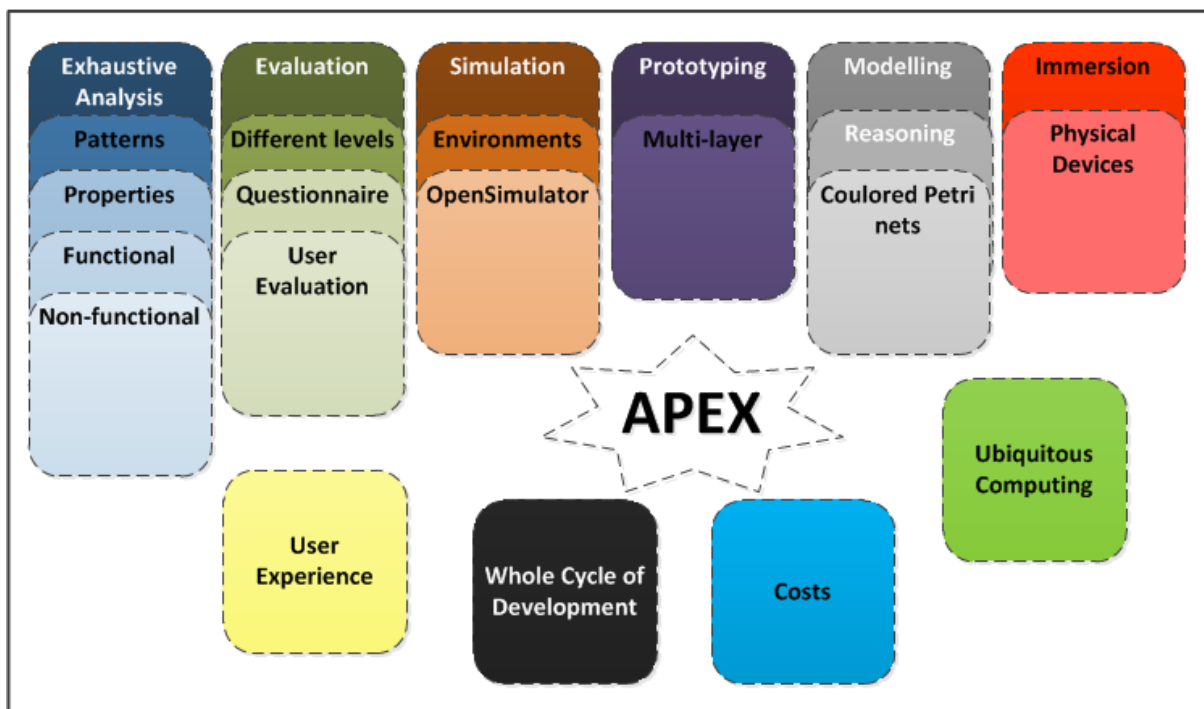 Exhaustive
Analysis
Patterns
Properties
Functional
Non-functional
Evaluation
Different levels
Questionnaire
User
Evaluation
Simulation
Environments
OpenSimulator
Prototyping
Multi-layer
Modelling
Reasoning
Coulored Petri
nets
Immersion
Physical
Devices
APEX
Ubiquitous
Computing
User
Experience
Whole Cycle of
Development
Costs